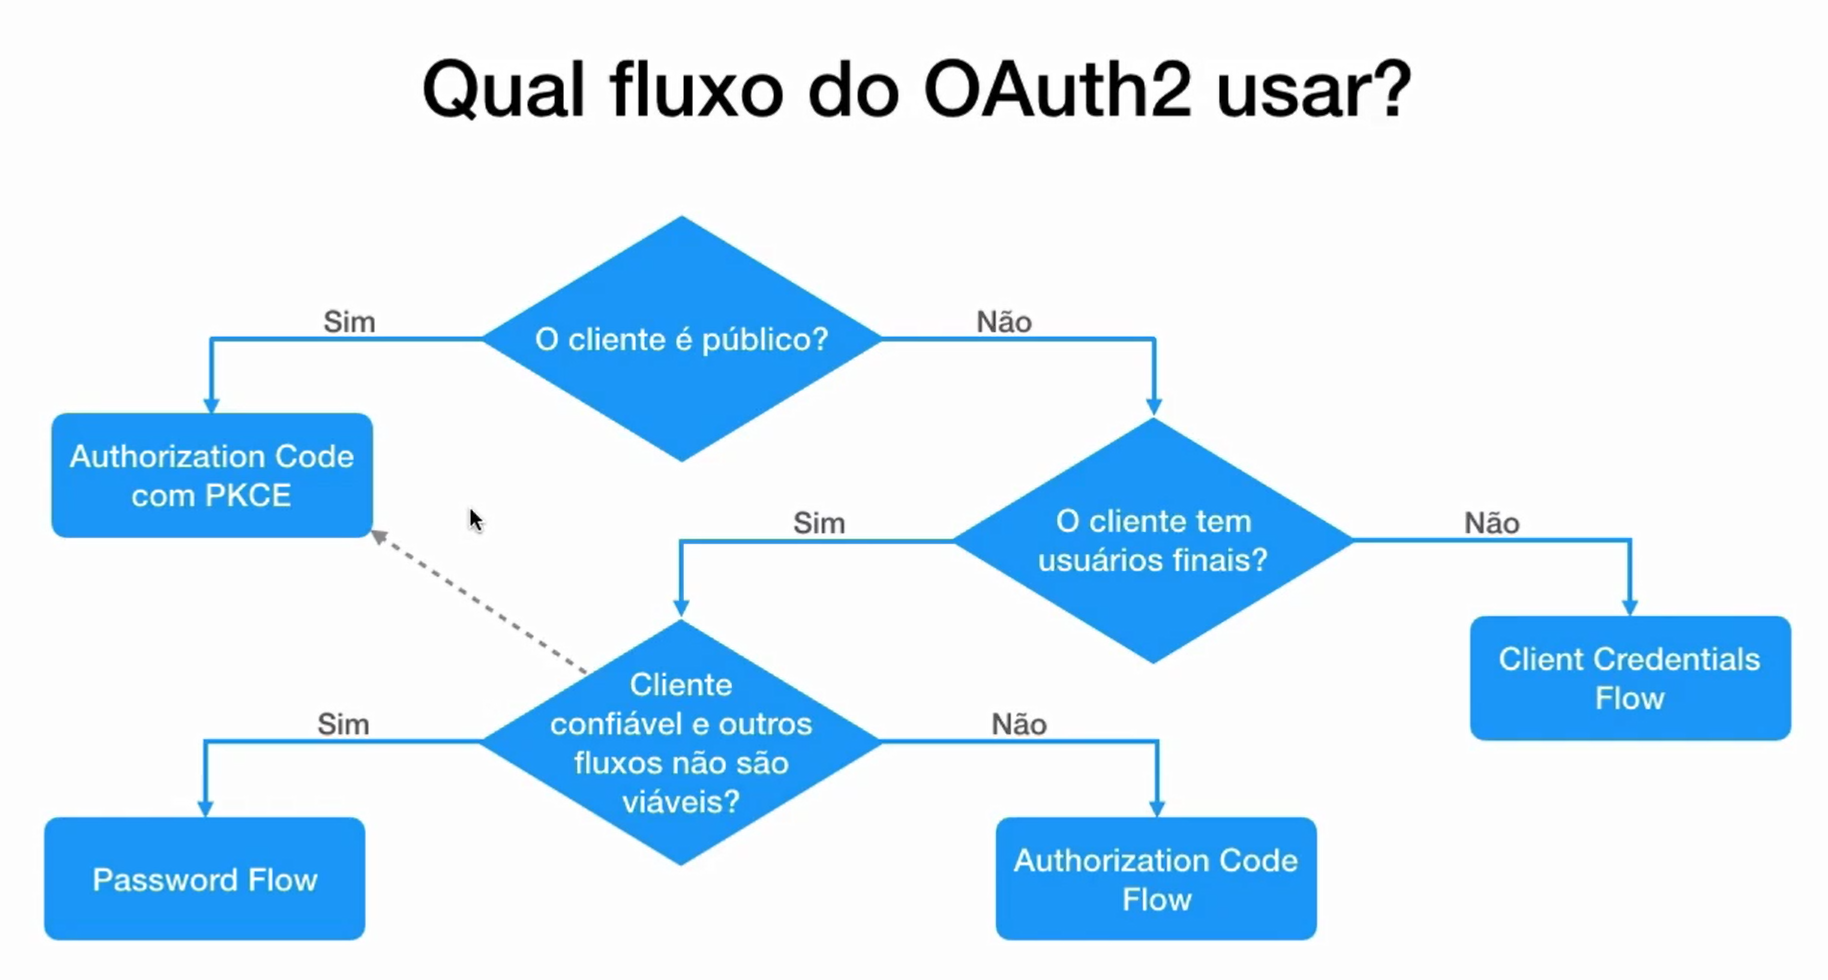 Qual fluxo do OAuth2 usar?
O cliente é público?
Sim
Não
Authorization Code
com PKCE
O cliente tem
usuários finais?
Sim
Não
Client Credentials
Flow
Cliente
confiável e outros
fluxos não são
viáveis?
Sim
Não
Password Flow
Authorization Code
Flow